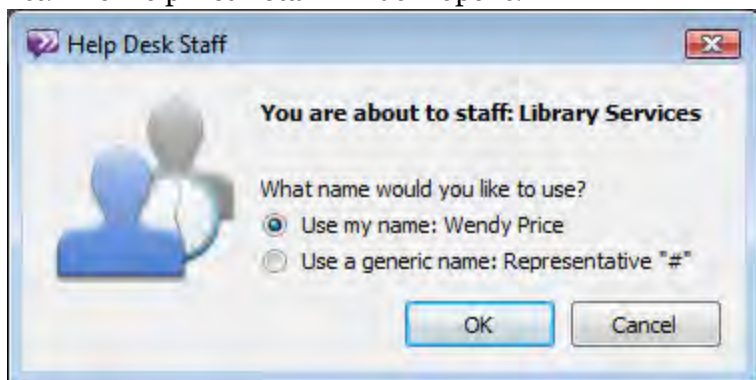 Help Desk Staff
You are about to staff: Library Services
What name would you like to use?
Use my name: Wendy Price
Use a generic name: Representative "#"
OK
Cancel